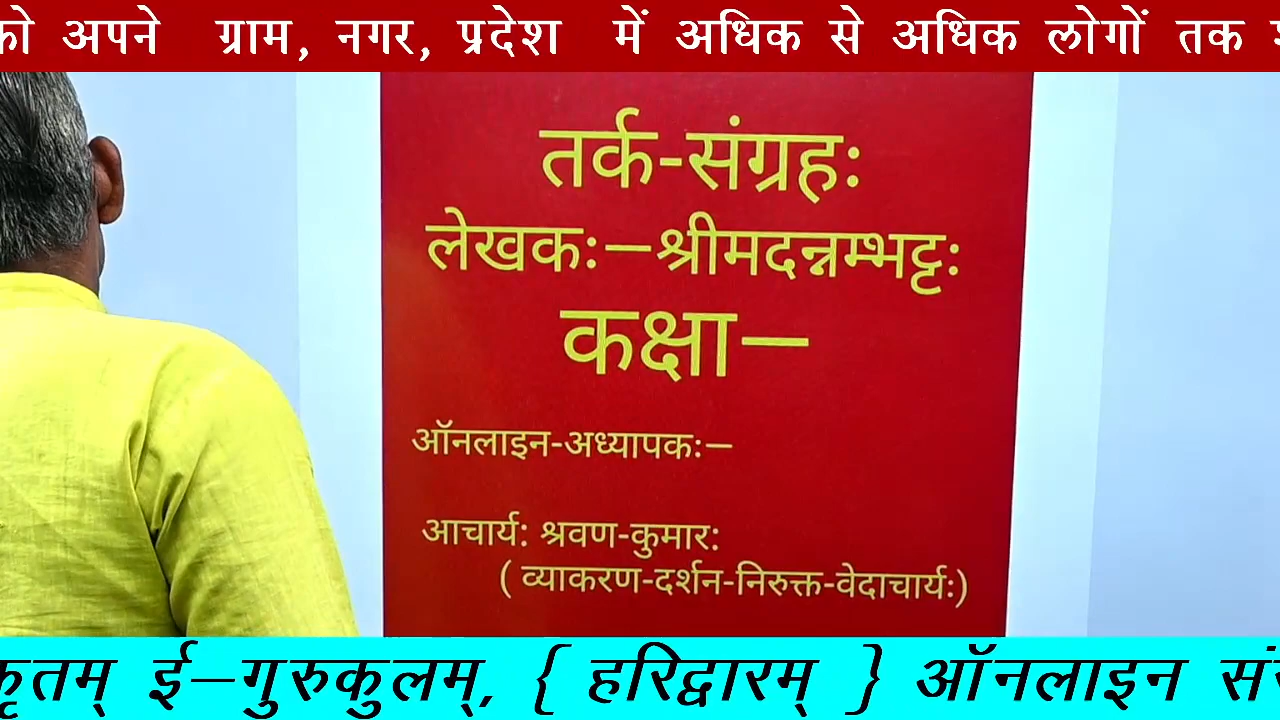 को अपने ग्राम, नगर, प्रदेश में अधिक से अधिक लोगों तक
तर्क-संग्रहः
लेखकः—श्रीमदन्नम्भट्टः
कक्षा—
ऑनलाइन-अध्यापकः—
आचार्य: श्रवण-कुमार:
( व्याकरण-दर्शन-निरुक्त-वेदाचार्यः)
कृतम् ई—गुरुकुलम्, { हरिद्वारम् } ऑनलाइन